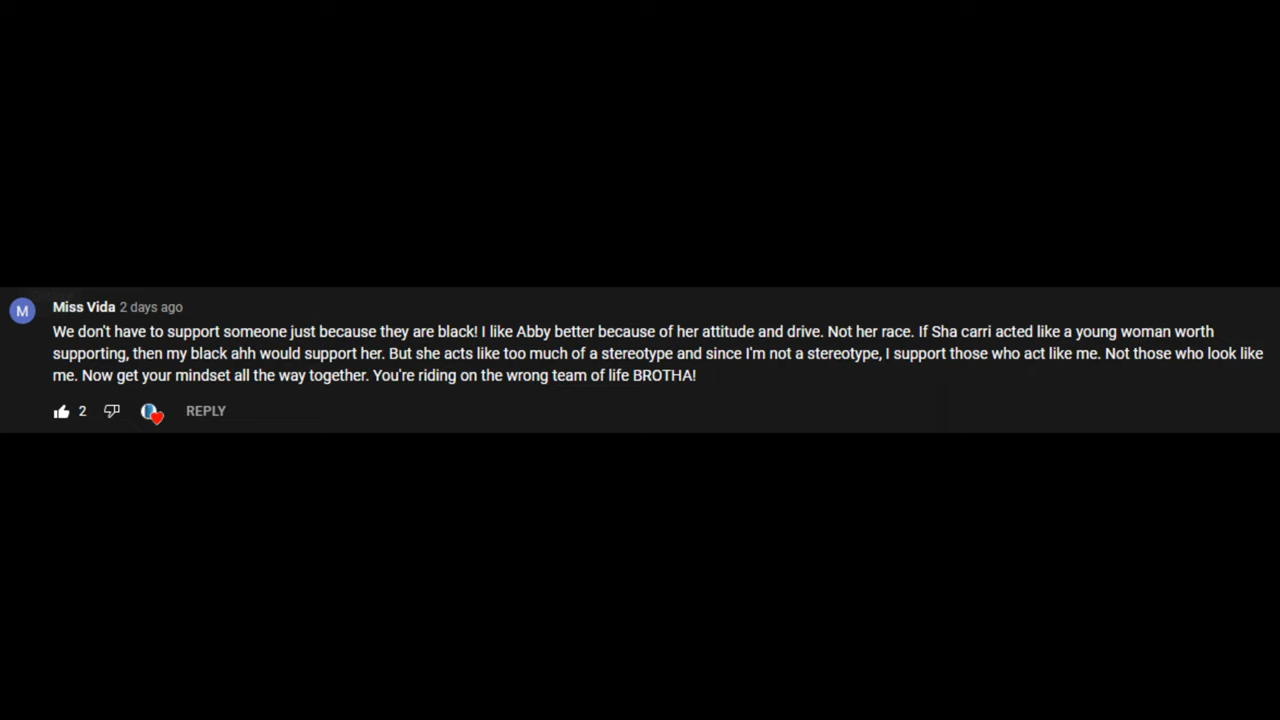 Miss Vida 2 days ago
We don't have to support someone just because they are black! I like Abby better because of her attitude and drive. Not her race. If Sha carri acted like a young woman worth
supporting, then my black ahh would support her. But she acts like too much of a stereotype and since I'm not a stereotype, I support those who act like me. Not those who look like
me. Now get your mindset all the way together. You're riding on the wrong team of life BROTHA!
M
2 REPLY